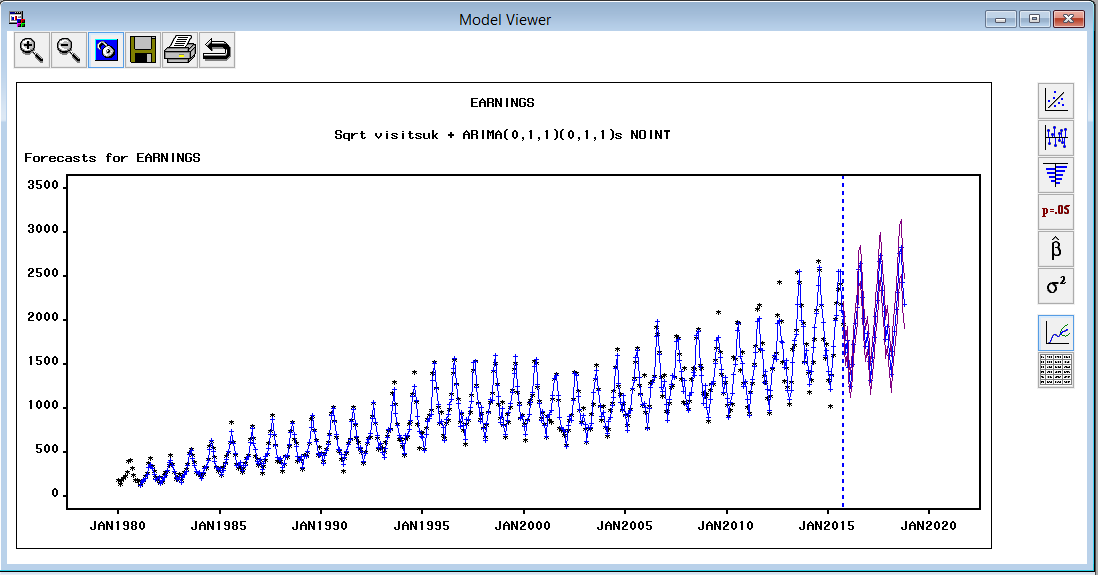 Model Viewer
EARNINGS
Sqrt visitsuk + ARIMA(0,1,1)(0,1,1)s NOINT
Forecasts for EARNINGS
3500
3000
2500
2000
1500
1000
500
0
JAN1980 JAN1985 JAN1990 JAN1995 JAN2000 JAN2005 JAN2010 JAN2015 JAN2020
p=.05
β̂
σ²